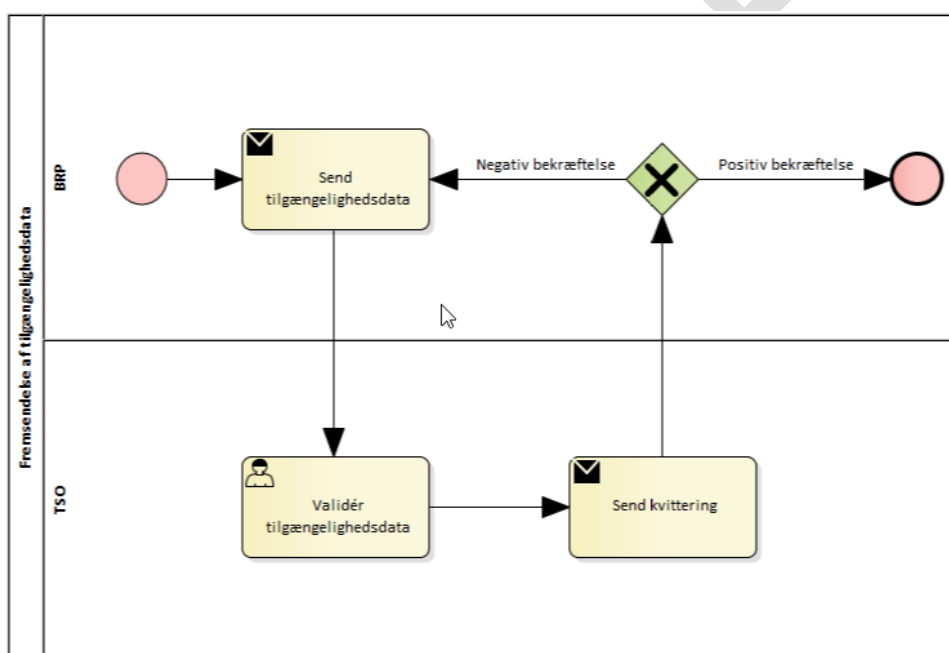 Fremsendelse af tilgængelighedsdata
BRP
Send
tilgængelighedsdata
Negativ bekræftelse
Positiv bekræftelse
TSO
Validér
tilgængelighedsdata
Send kvittering